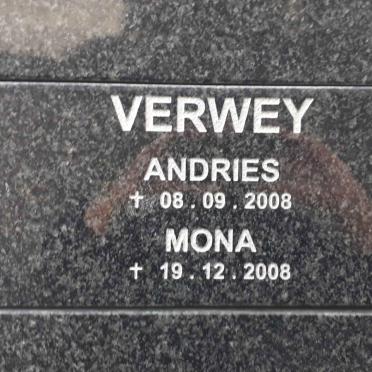 VERWEY
ANDRIES
✝ 08.09.2008
MONA
✝ 19.12.2008